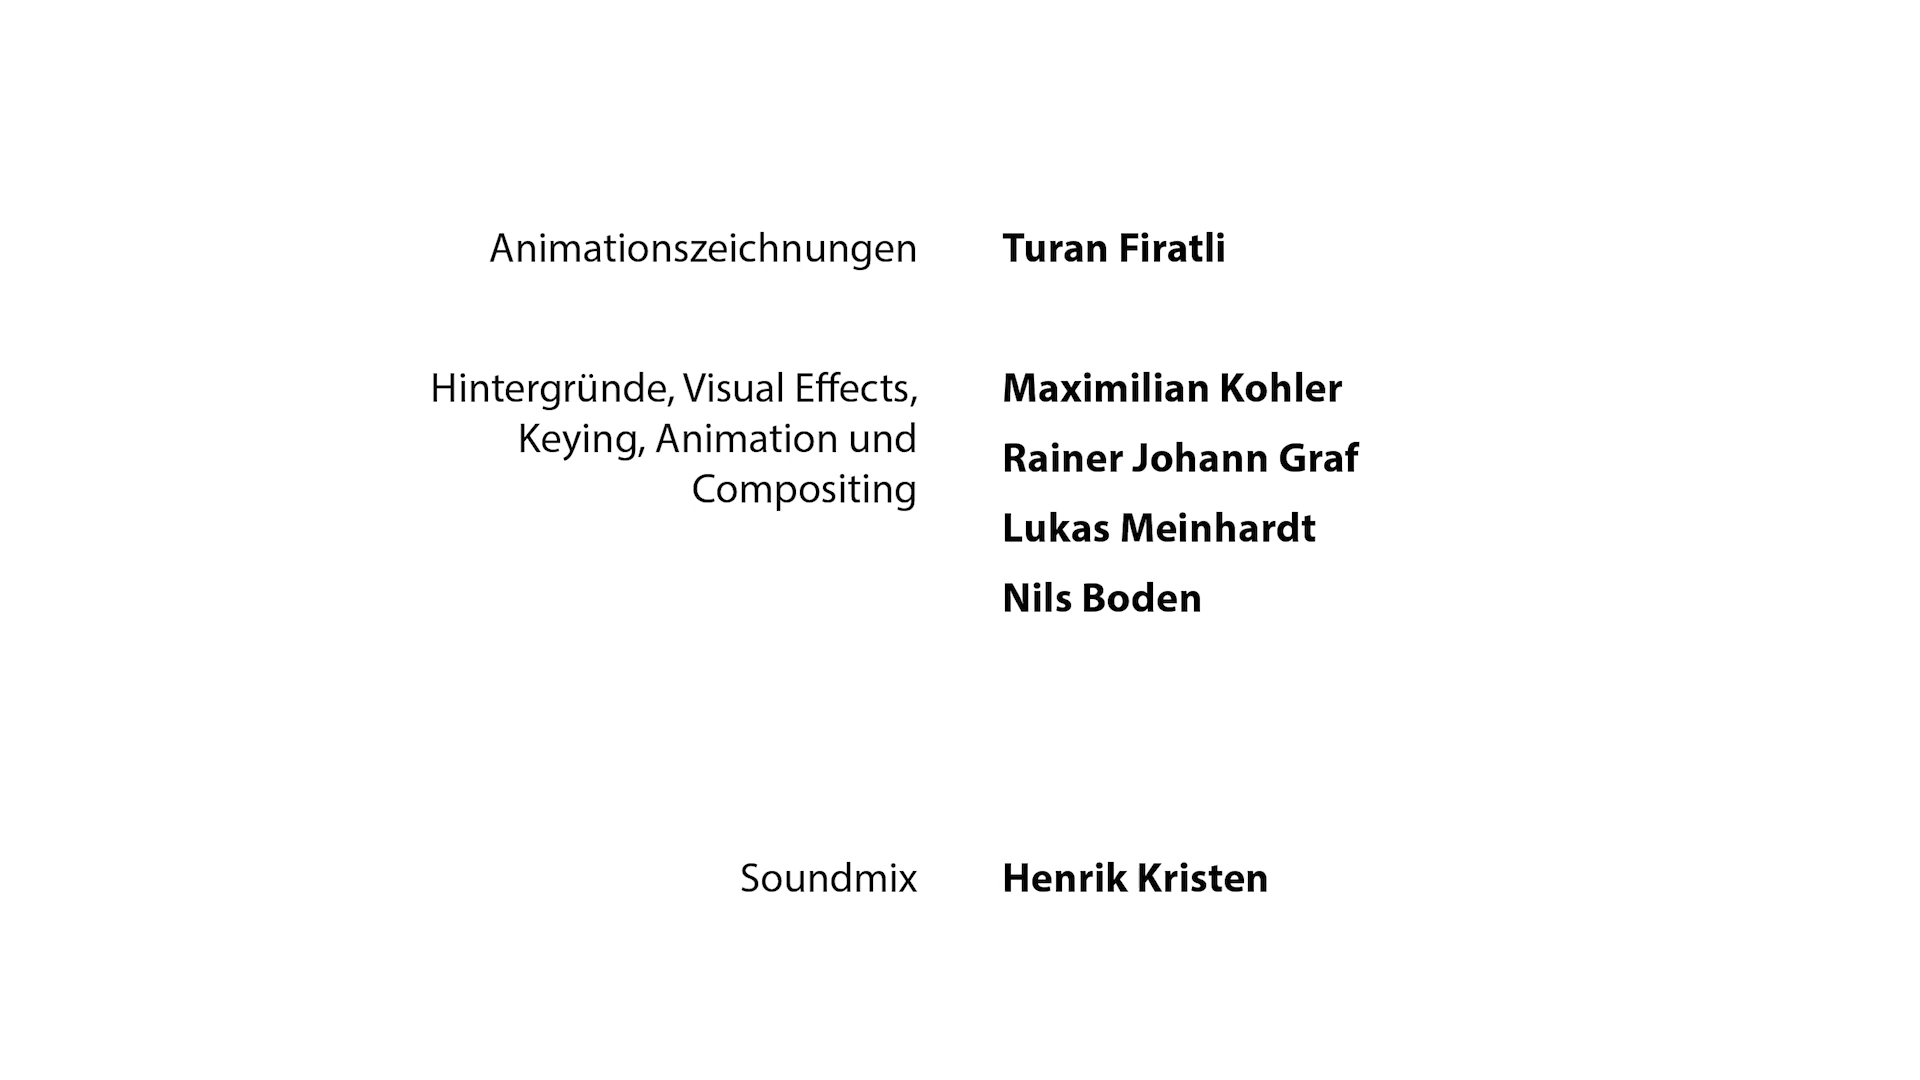 Animationszeichnungen Turan Firatli
Hintergründe, Visual Effects, Maximilian Kohler
Keying, Animation und Rainer Johann Graf
Compositing Lukas Meinhardt
Nils Boden
Soundmix Henrik Kristen